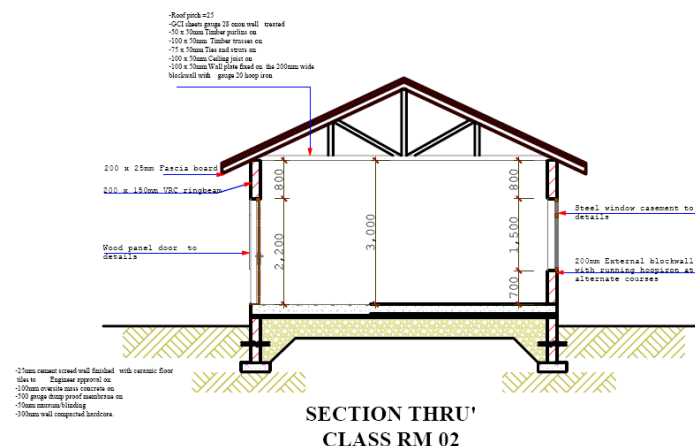 -Roof pitch =25
-GCI sheets gauge 28 on on well treated
-50 x 50mm Timber purlins on
-100 x 50mm Timber trusses on
-75 x 50mm Ties and struts on
-100 x 50mm Ceiling joist on
-100 x 50mm Wall plate fixed on the 200mm wide
blockwall with gauge 20 hoop iron
200 x 25mm Fascia board
200 x 150mm VRC ringbeam
Wood panel door to
details
800
2,200
3,000
800
1,500
700
Steel window casement to
details
200mm External blockwall
with running hoopiron at
alternate courses
-25mm cement screed well finished with ceramic floor
tiles to Engineer approval on
-100mm oversite mass concrete on
-500 gauge dump proof membrane on
-50mm murrum/blinding
-300mm well compacted hardcore.
SECTION THRU'
CLASS RM 02